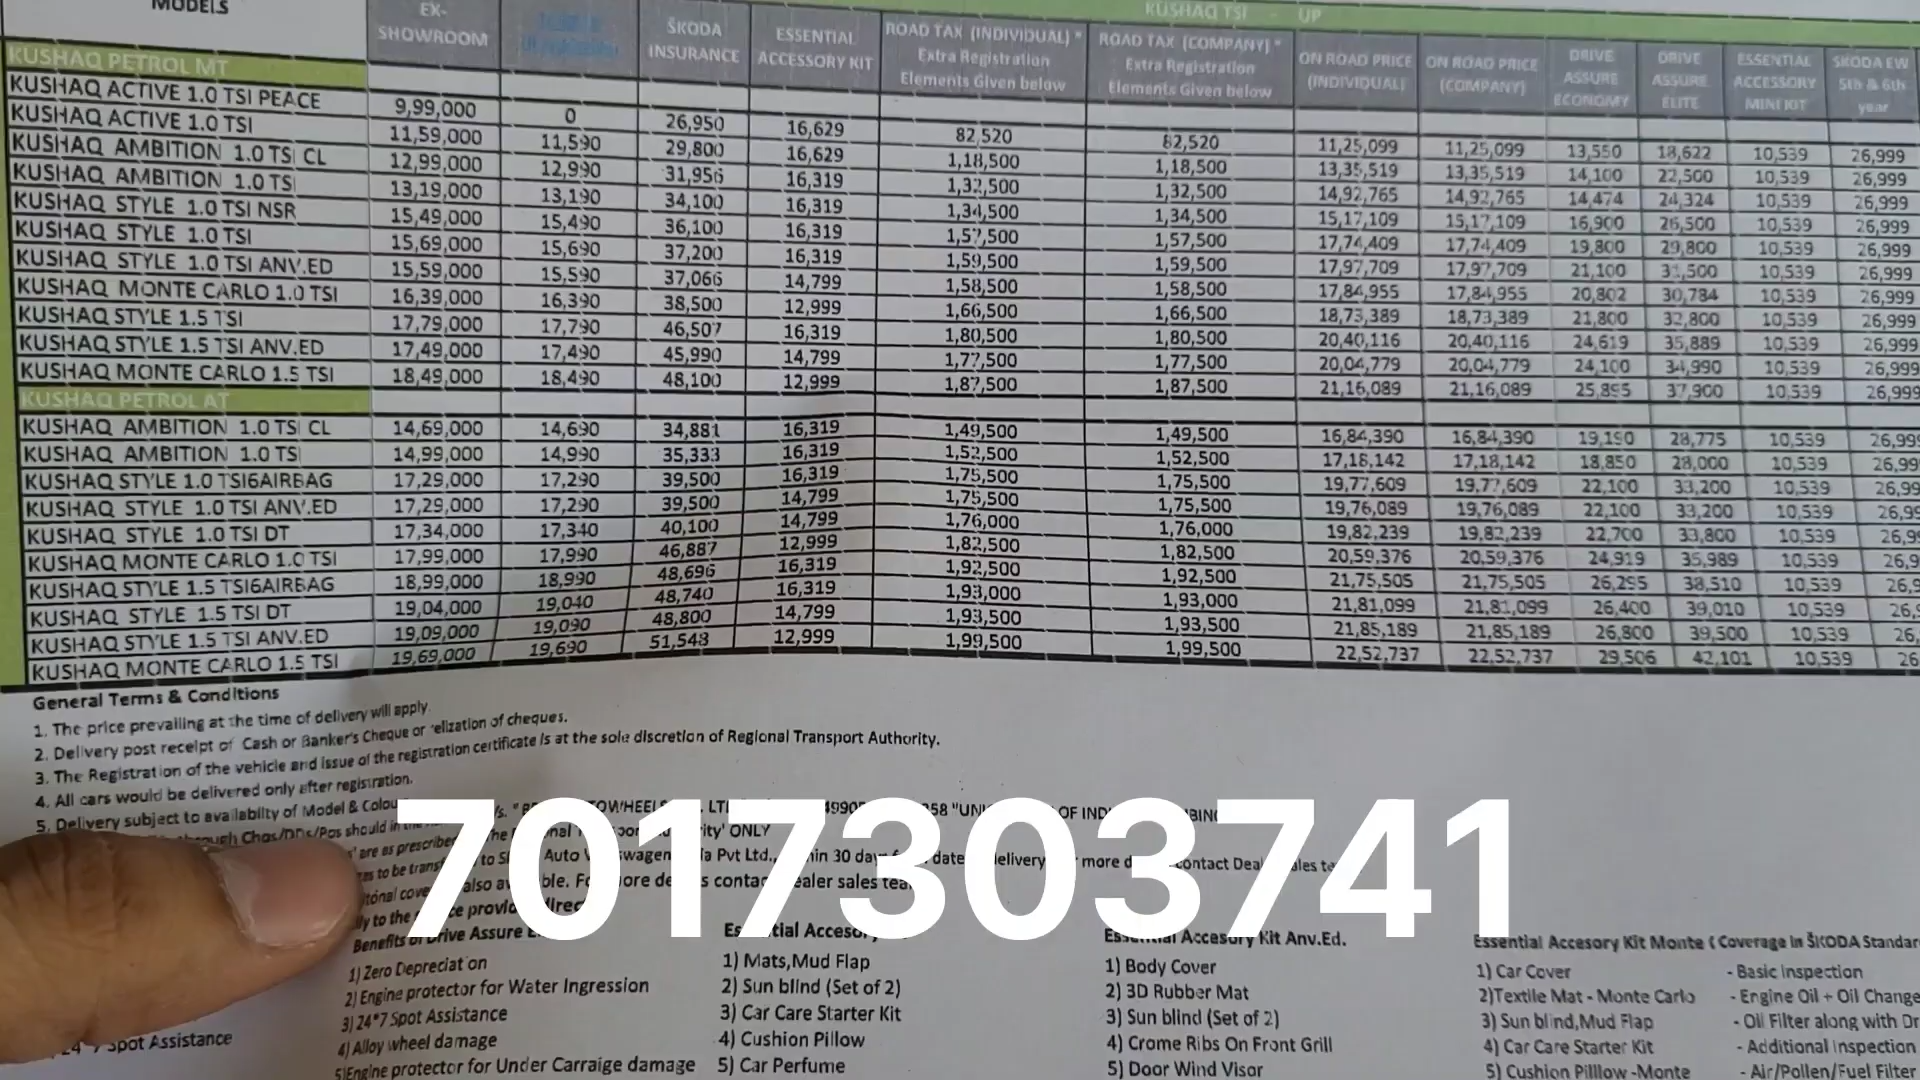 MODELS EX-SHOWROOM ŠKODA INSURANCE ESSENTIAL ACCESSORY KIT ROAD TAX (INDIVIDUAL) * Extra Registration Elements Given below ROAD TAX (COMPANY) * Extra Registration Elements Given below ON ROAD PRICE (INDIVIDUAL) ON ROAD PRICE (COMPANY) DRIVE ASSURE ECONOMY DRIVE ASSURE ELITE ESSENTIAL ACCESSORY MINI KIT SKODA EW 5th & 6th year
KUSHAQ TSI - UP
KUSHAQ PETROL MT
KUSHAQ ACTIVE 1.0 TSI PEACE 9,99,000 0 26,950 16,629 82,520 82,520 11,25,099 11,25,099 13,550 18,622 10,539 26,999
KUSHAQ ACTIVE 1.0 TSI 11,59,000 11,590 29,800 16,629 1,18,500 1,18,500 13,35,519 13,35,519 14,100 22,500 10,539 26,999
KUSHAQ AMBITION 1.0 TSI CL 12,99,000 12,990 31,956 16,319 1,32,500 1,32,500 14,92,765 14,92,765 14,474 24,324 10,539 26,999
KUSHAQ AMBITION 1.0 TSI 13,19,000 13,190 34,100 16,319 1,34,500 1,34,500 15,17,109 15,17,109 16,900 26,500 10,539 26,999
KUSHAQ STYLE 1.0 TSI NSR 15,49,000 15,490 36,100 16,319 1,57,500 1,57,500 17,74,409 17,74,409 19,800 29,800 10,539 26,999
KUSHAQ STYLE 1.0 TSI 15,69,000 15,690 37,200 16,319 1,59,500 1,59,500 17,97,709 17,97,709 21,100 31,500 10,539 26,999
KUSHAQ STYLE 1.0 TSI ANV.ED 15,59,000 15,590 37,066 14,799 1,58,500 1,58,500 17,84,955 17,84,955 20,802 30,784 10,539 26,999
KUSHAQ MONTE CARLO 1.0 TSI 16,39,000 16,390 38,500 12,999 1,66,500 1,66,500 18,73,389 18,73,389 21,800 32,800 10,539 26,999
KUSHAQ STYLE 1.5 TSI 17,79,000 17,790 46,507 16,319 1,80,500 1,80,500 20,40,116 20,40,116 24,619 35,889 10,539 26,999
KUSHAQ STYLE 1.5 TSI ANV.ED 17,49,000 17,490 45,990 14,799 1,77,500 1,77,500 20,04,779 20,04,779 24,100 34,990 10,539 26,999
KUSHAQ MONTE CARLO 1.5 TSI 18,49,000 18,490 48,100 12,999 1,87,500 1,87,500 21,16,089 21,16,089 25,895 37,900 10,539 26,999
KUSHAQ PETROL AT
KUSHAQ AMBITION 1.0 TSI CL 14,69,000 14,690 34,881 16,319 1,49,500 1,49,500 16,84,390 16,84,390 19,190 28,775 10,539 26,999
KUSHAQ AMBITION 1.0 TSI 14,99,000 14,990 35,333 16,319 1,52,500 1,52,500 17,18,142 17,18,142 18,850 28,000 10,539 26,99
KUSHAQ STYLE 1.0 TSI6AIRBAG 17,29,000 17,290 39,500 16,319 1,75,500 1,75,500 19,77,609 19,77,609 22,100 33,200 10,539 26,99
KUSHAQ STYLE 1.0 TSI ANV.ED 17,29,000 17,290 39,500 14,799 1,75,500 1,75,500 19,76,089 19,76,089 22,100 33,200 10,539 26,99
KUSHAQ STYLE 1.0 TSI DT 17,34,000 17,340 40,100 14,799 1,76,000 1,76,000 19,82,239 19,82,239 22,700 33,800 10,539 26,9
KUSHAQ MONTE CARLO 1.0 TSI 17,99,000 17,990 46,887 12,999 1,82,500 1,82,500 20,59,376 20,59,376 24,919 35,989 10,539 26,9
KUSHAQ STYLE 1.5 TSI6AIRBAG 18,99,000 18,990 48,696 16,319 1,92,500 1,92,500 21,75,505 21,75,505 26,295 38,510 10,539 26,9
KUSHAQ STYLE 1.5 TSI DT 19,04,000 19,040 48,740 16,319 1,93,000 1,93,000 21,81,099 21,81,099 26,400 39,010 10,539 26,
KUSHAQ STYLE 1.5 TSI ANV.ED 19,09,000 19,090 48,800 14,799 1,93,500 1,93,500 21,85,189 21,85,189 26,800 39,500 10,539 26,
KUSHAQ MONTE CARLO 1.5 TSI 19,69,000 19,690 51,548 12,999 1,99,500 1,99,500 22,52,737 22,52,737 29,506 42,101 10,539 26
General Terms & Conditions
1. The price prevailing at the time of delivery will apply.
2. Delivery post receipt of Cash or Banker's Cheque or relization of cheques.
3. The Registration of the vehicle and issue of the registration certificate is at the sole discretion of Regional Transport Authority.
4. All cars would be delivered only after registration.
5. Delivery subject to availabilty of Model &
7017303741
Benefits of Drive Assure
1) Zero Depreciation
2) Engine protector for Water Ingression
3) 24*7 Spot Assistance
4) Alloy wheel damage
5)Engine protector for Under Carraige damage
Spot Assistance
1) Mats,Mud Flap
2) Sun blind (Set of 2)
3) Car Care Starter Kit
4) Cushion Pillow
5) Car Perfume
Essential Accesory Kit Anv.Ed.
1) Body Cover
2) 3D Rubber Mat
3) Sun blind (Set of 2)
4) Crome Ribs On Front Grill
5) Door Wind Visor
Essential Accesory Kit Monte (
1) Car Cover
2)Textile Mat - Monte Carlo
3) Sun blind,Mud Flap
4) Car Care Starter Kit
5) Cushion Pilllow -Monte
Coverage in ŠKODA Standar
- Basic Inspection
- Engine Oil + Oil Change
- Oil Filter along with Dr
- Additional Inspection
- Air/Pollen/Fuel Filter